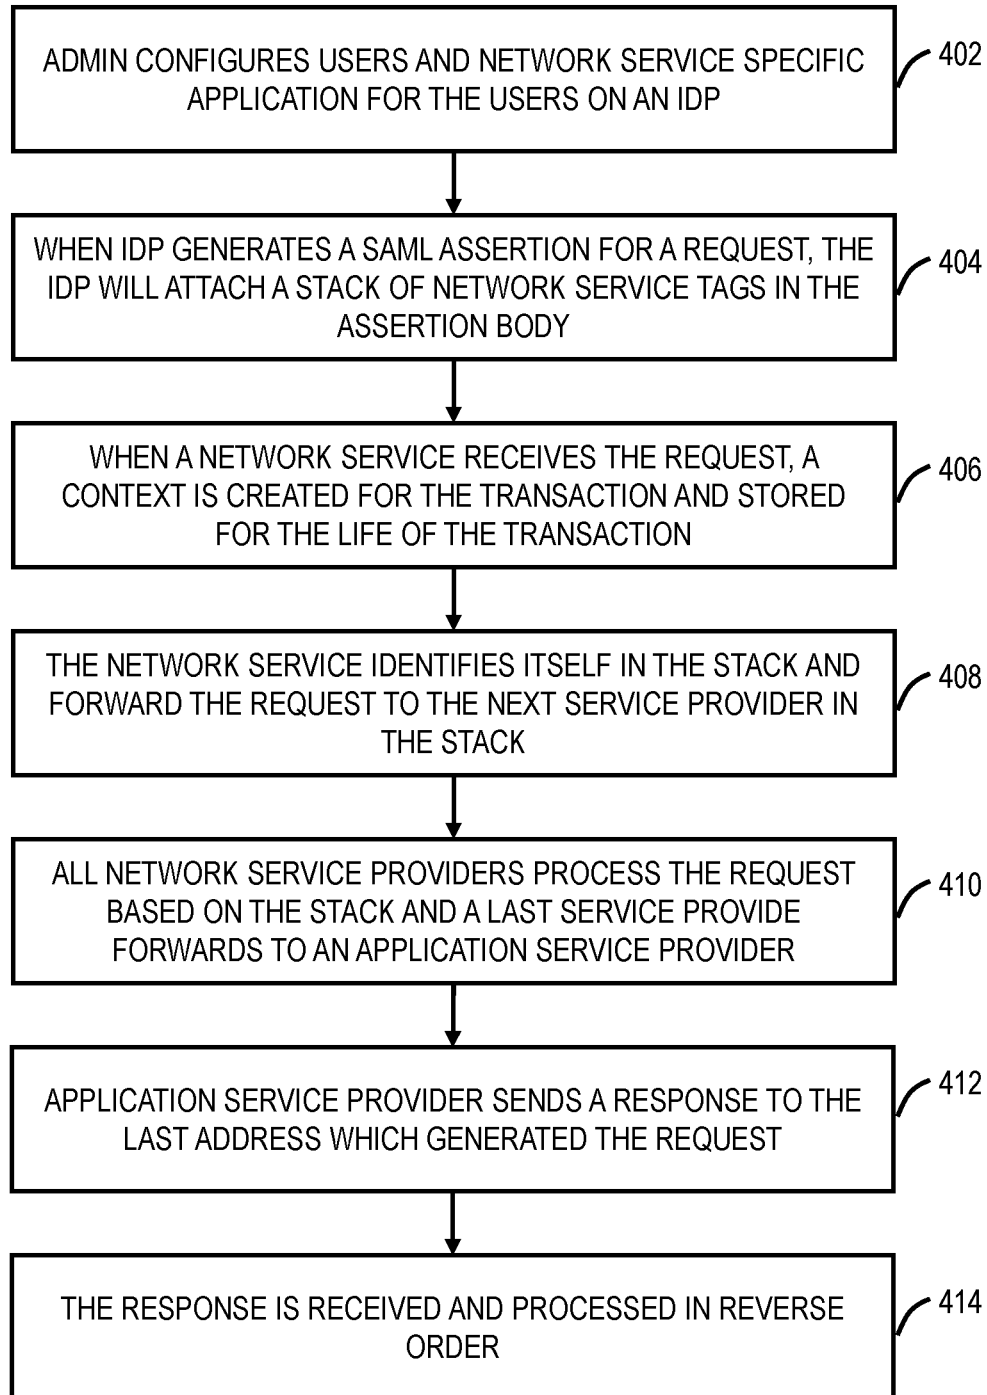 ADMIN CONFIGURES USERS AND NETWORK SERVICE SPECIFIC
APPLICATION FOR THE USERS ON AN IDP
402
WHEN IDP GENERATES A SAML ASSERTION FOR A REQUEST, THE
IDP WILL ATTACH A STACK OF NETWORK SERVICE TAGS IN THE
ASSERTION BODY
404
WHEN A NETWORK SERVICE RECEIVES THE REQUEST, A
CONTEXT IS CREATED FOR THE TRANSACTION AND STORED
FOR THE LIFE OF THE TRANSACTION
406
THE NETWORK SERVICE IDENTIFIES ITSELF IN THE STACK AND
FORWARD THE REQUEST TO THE NEXT SERVICE PROVIDER IN
THE STACK
408
ALL NETWORK SERVICE PROVIDERS PROCESS THE REQUEST
BASED ON THE STACK AND A LAST SERVICE PROVIDE
FORWARDS TO AN APPLICATION SERVICE PROVIDER
410
APPLICATION SERVICE PROVIDER SENDS A RESPONSE TO THE
LAST ADDRESS WHICH GENERATED THE REQUEST
412
THE RESPONSE IS RECEIVED AND PROCESSED IN REVERSE
ORDER
414